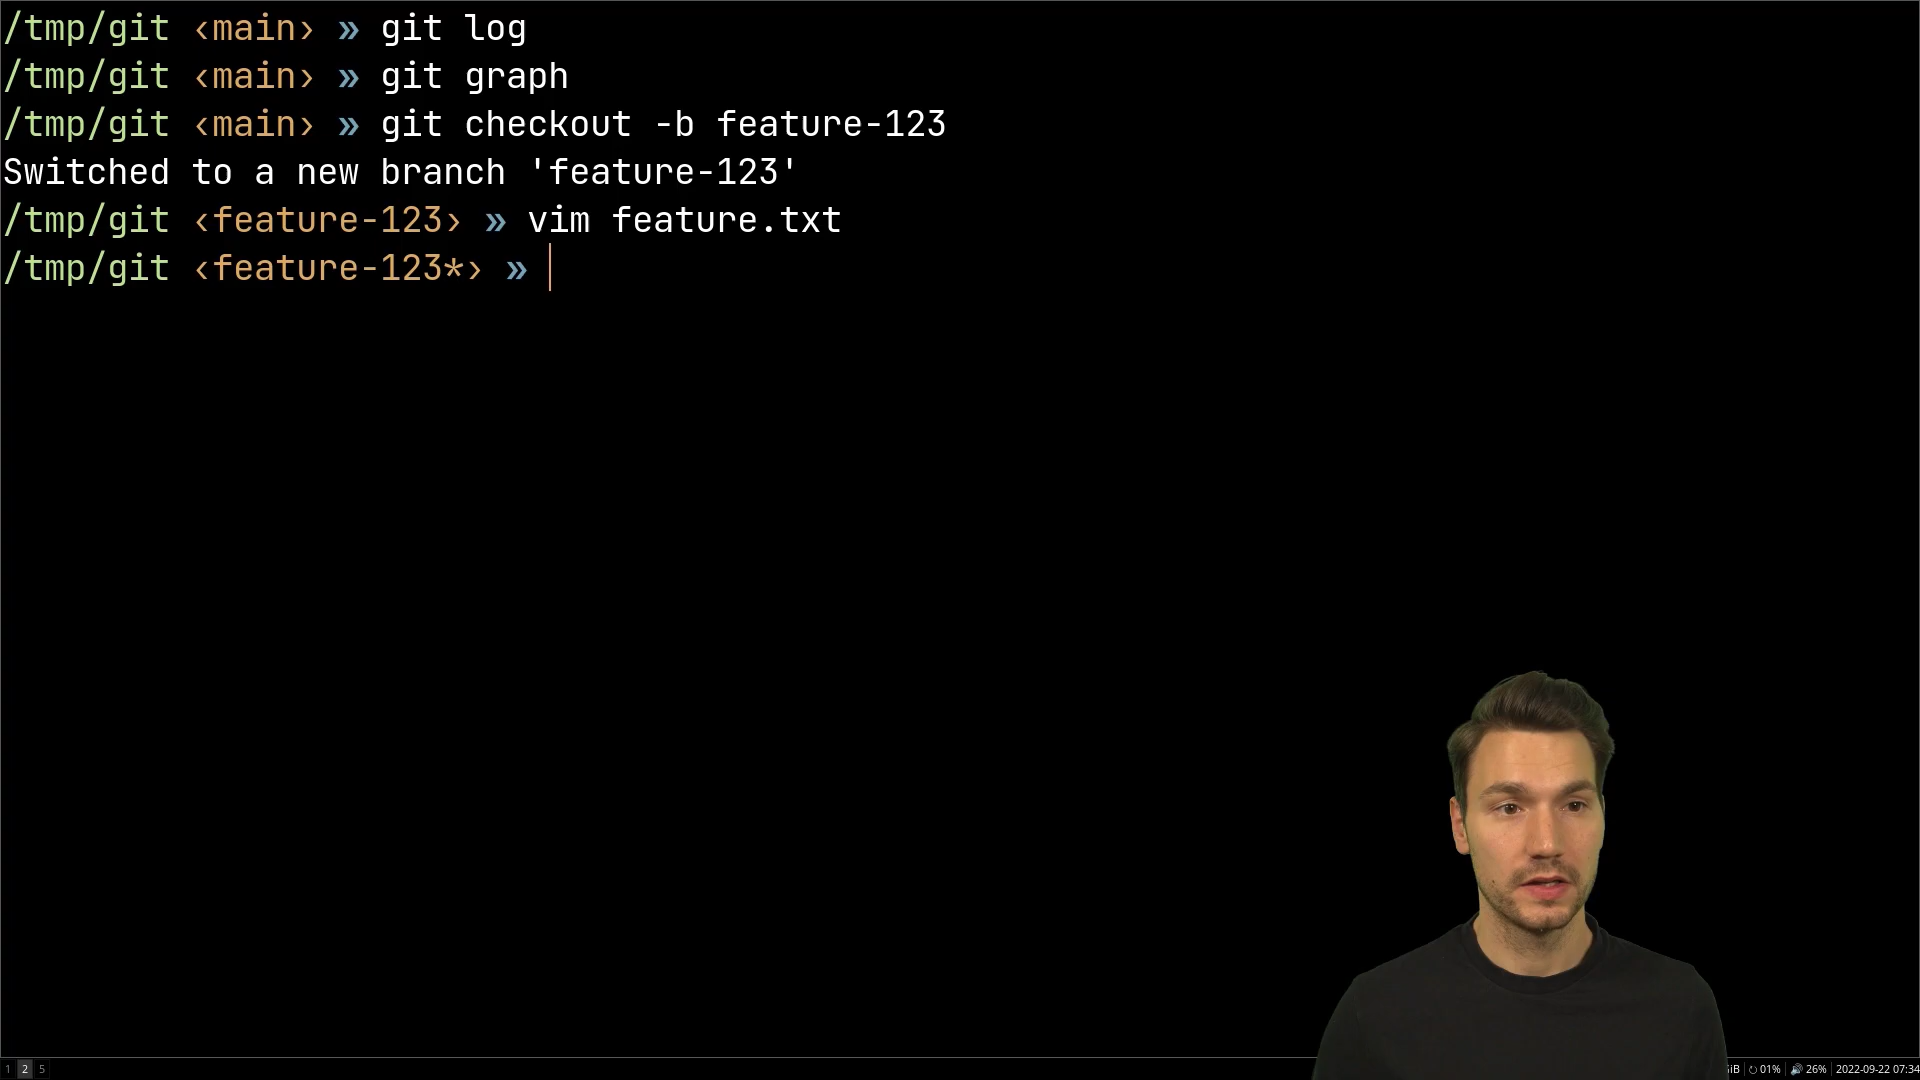 /tmp/git ‹main› » git log
/tmp/git ‹main› » git graph
/tmp/git ‹main› » git checkout -b feature-123
Switched to a new branch 'feature-123'
/tmp/git ‹feature-123› » vim feature.txt
/tmp/git ‹feature-123*› »
1 2 5
iB 01% 26% 2022-09-22 07:34